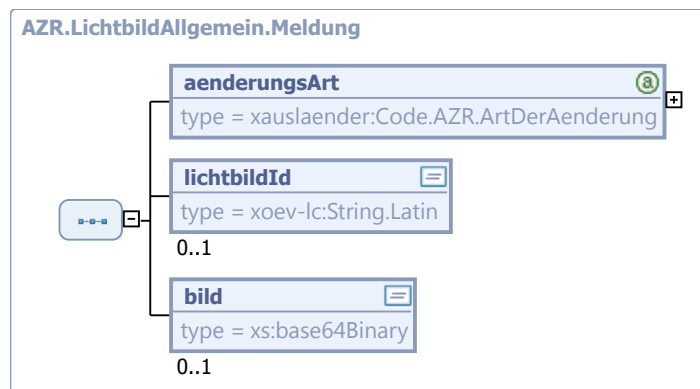 AZR.LichtbildAllgemein.Meldung
aenderungsArt
a
type = xauslaender:Code.AZR.ArtDerAenderung
lichtbildId
type = xoev-lc:String.Latin
0..1
bild
type = xs:base64Binary
0..1